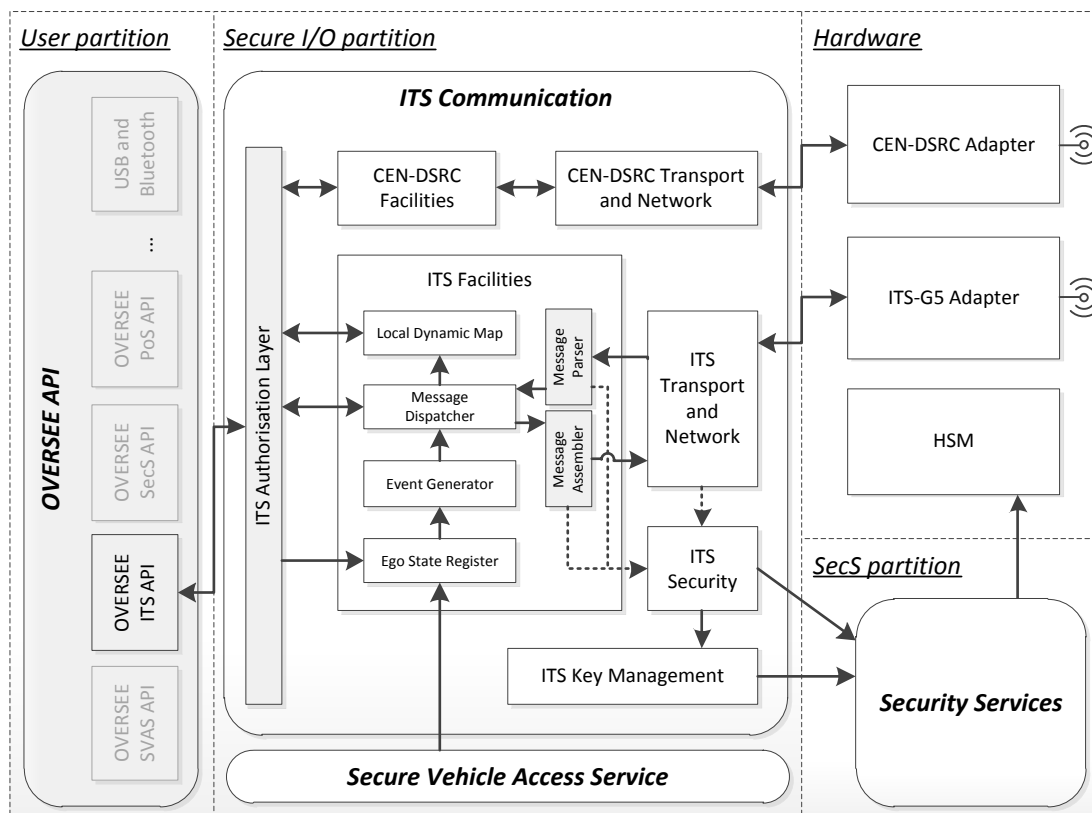 User partition
Secure I/O partition
Hardware
OVERSEE API
USB and
Bluetooth
...
OVERSEE
PoS API
OVERSEE
SecS API
OVERSEE
ITS API
OVERSEE
SVAS API
ITS Communication
ITS Authorisation Layer
CEN-DSRC
Facilities
CEN-DSRC Transport
and Network
ITS Facilities
Local Dynamic Map
Message
Dispatcher
Event Generator
Ego State Register
Message
Parser
Message
Assembler
ITS
Transport
and
Network
ITS
Security
ITS Key Management
Secure Vehicle Access Service
CEN-DSRC Adapter
ITS-G5 Adapter
HSM
SecS partition
Security Services